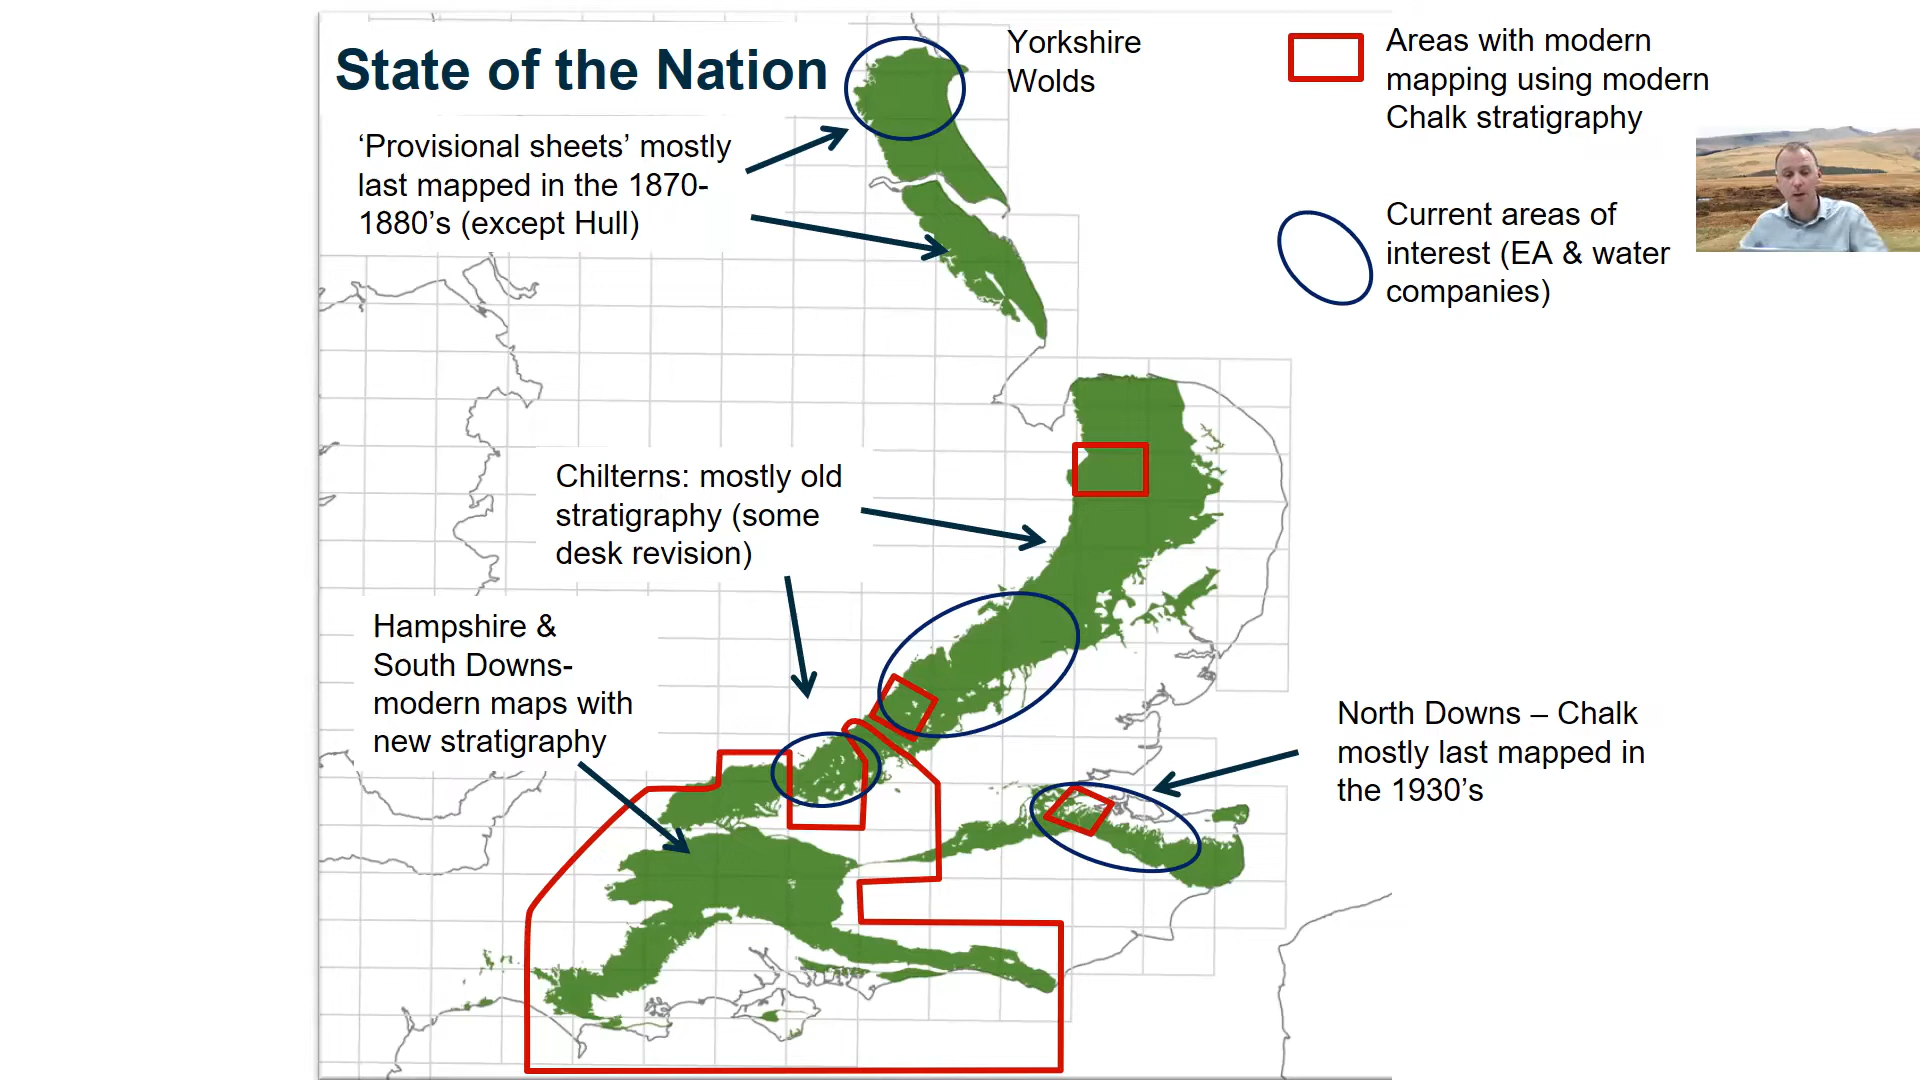 State of the Nation
‘Provisional sheets’ mostly
last mapped in the 1870-
1880’s (except Hull)
Yorkshire
Wolds
Areas with modern
mapping using modern
Chalk stratigraphy
Current areas of
interest (EA & water
companies)
Chilterns: mostly old
stratigraphy (some
desk revision)
Hampshire &
South Downs-
modern maps with
new stratigraphy
North Downs – Chalk
mostly last mapped in
the 1930’s